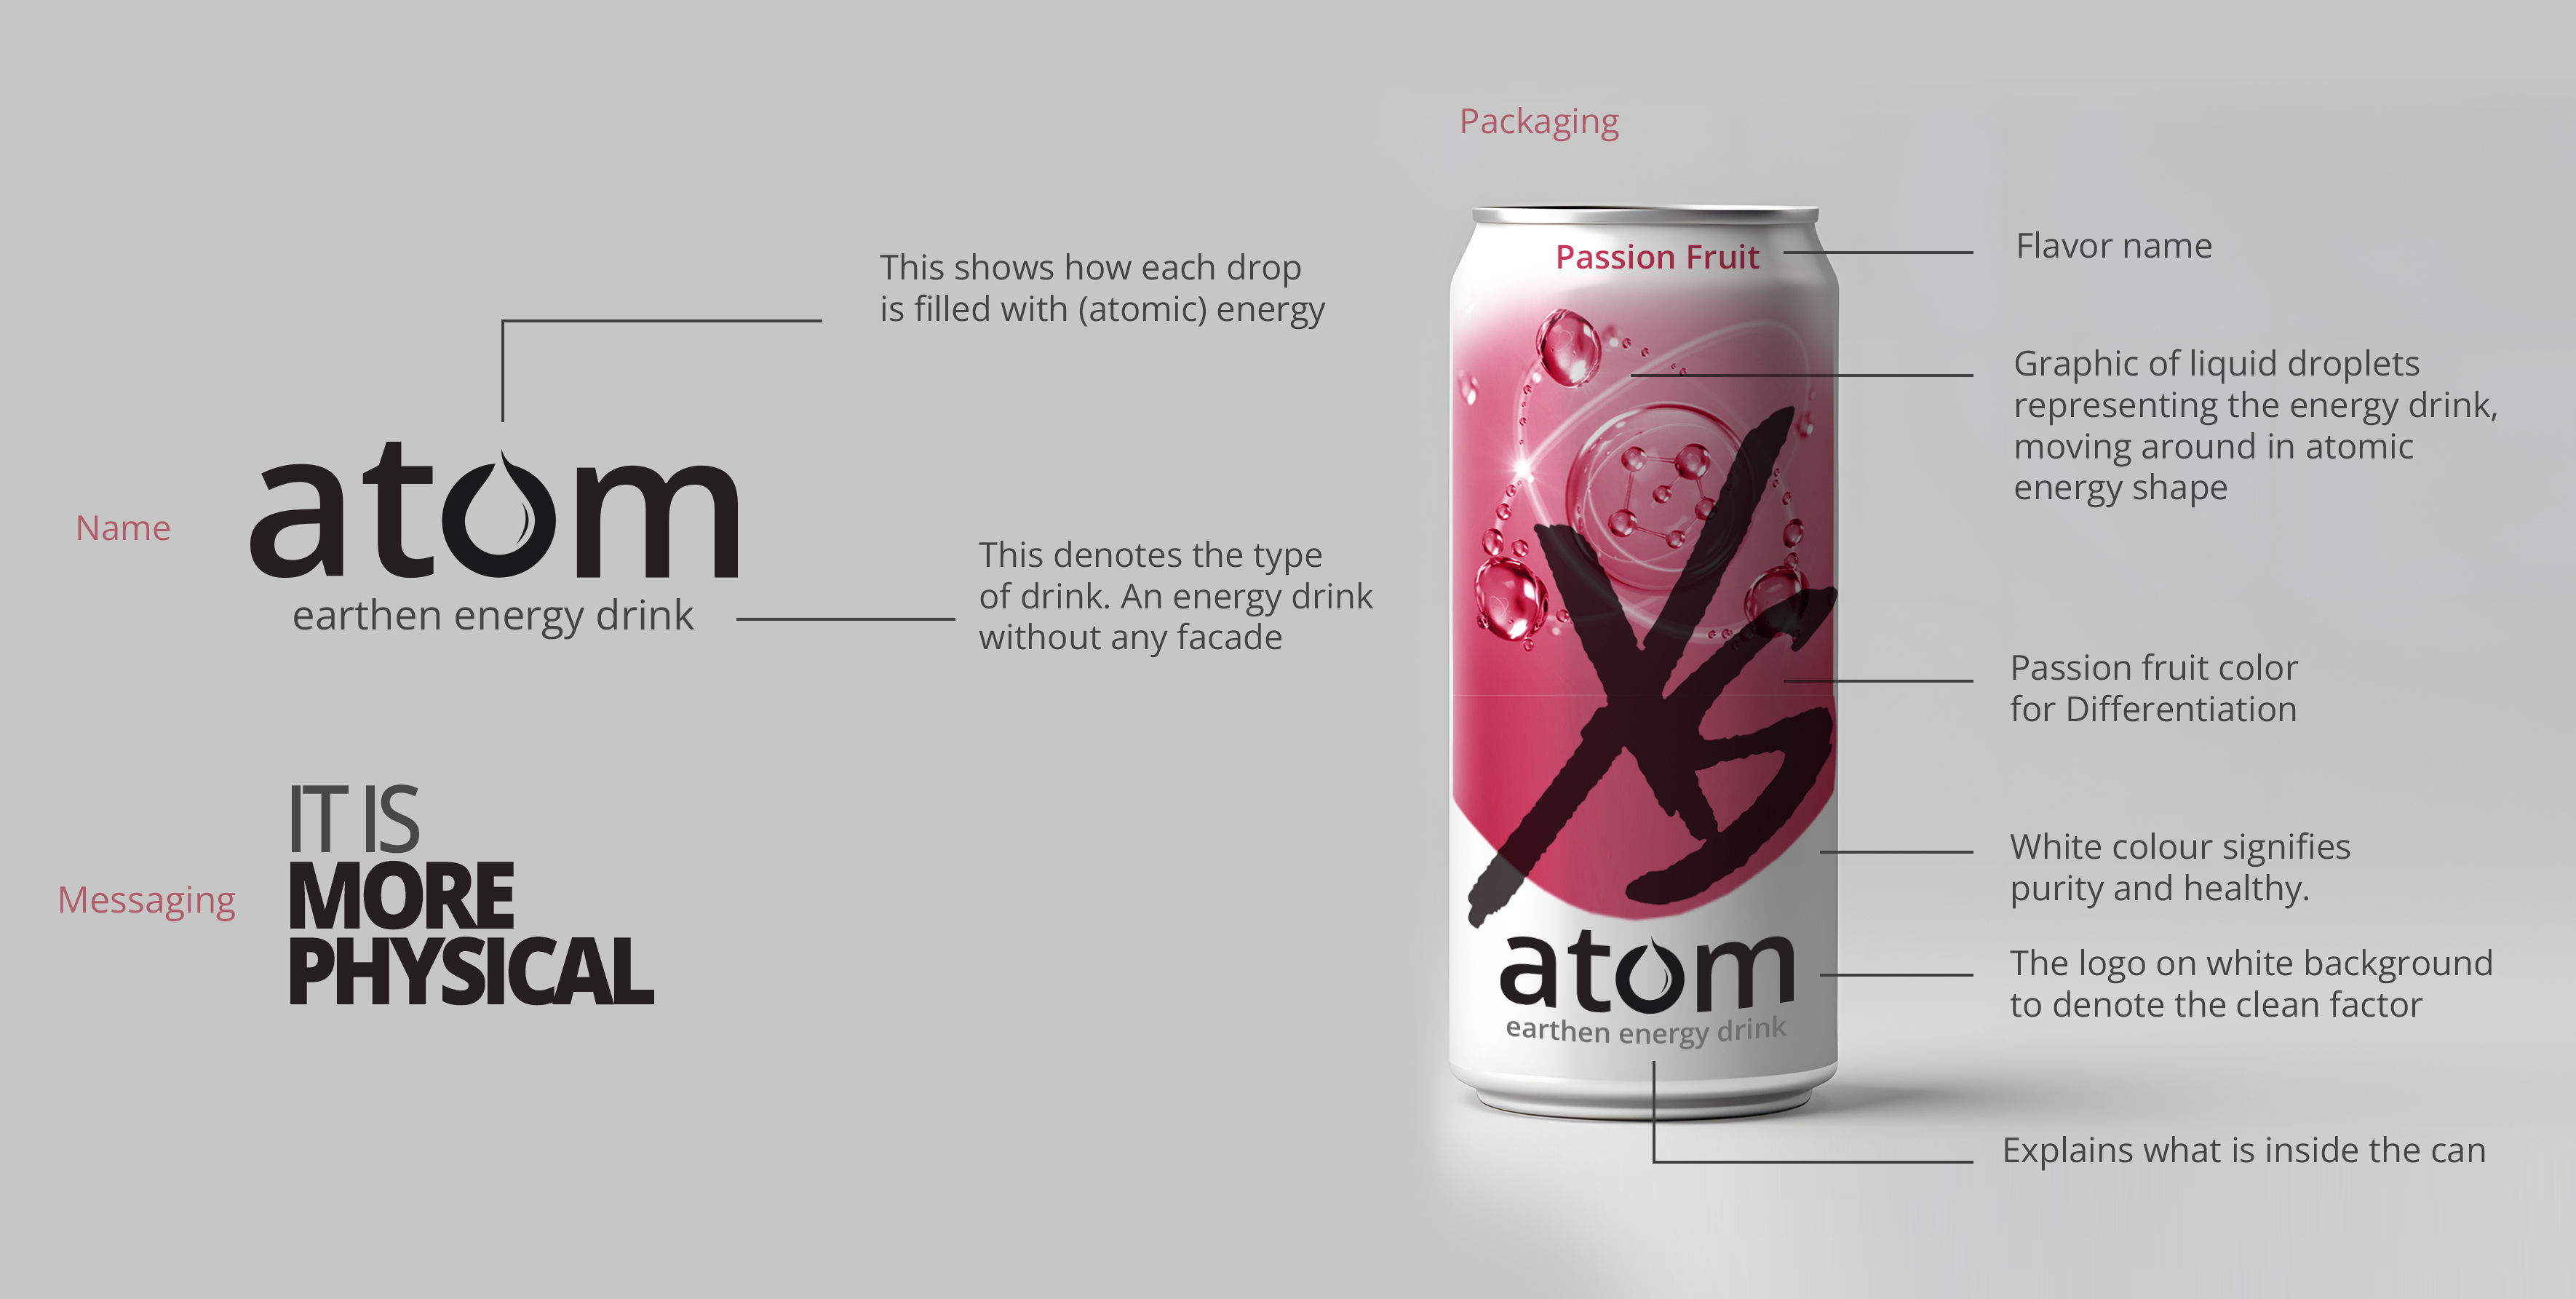 Packaging
This shows how each drop
is filled with (atomic) energy
Name
atom
earthen energy drink
This denotes the type
of drink. An energy drink
without any facade
Messaging
IT IS
MORE
PHYSICAL
Passion Fruit
XS
atom
earthen energy drink
Flavor name
Graphic of liquid droplets
representing the energy drink,
moving around in atomic
energy shape
Passion fruit color
for Differentiation
White colour signifies
purity and healthy.
The logo on white background
to denote the clean factor
Explains what is inside the can